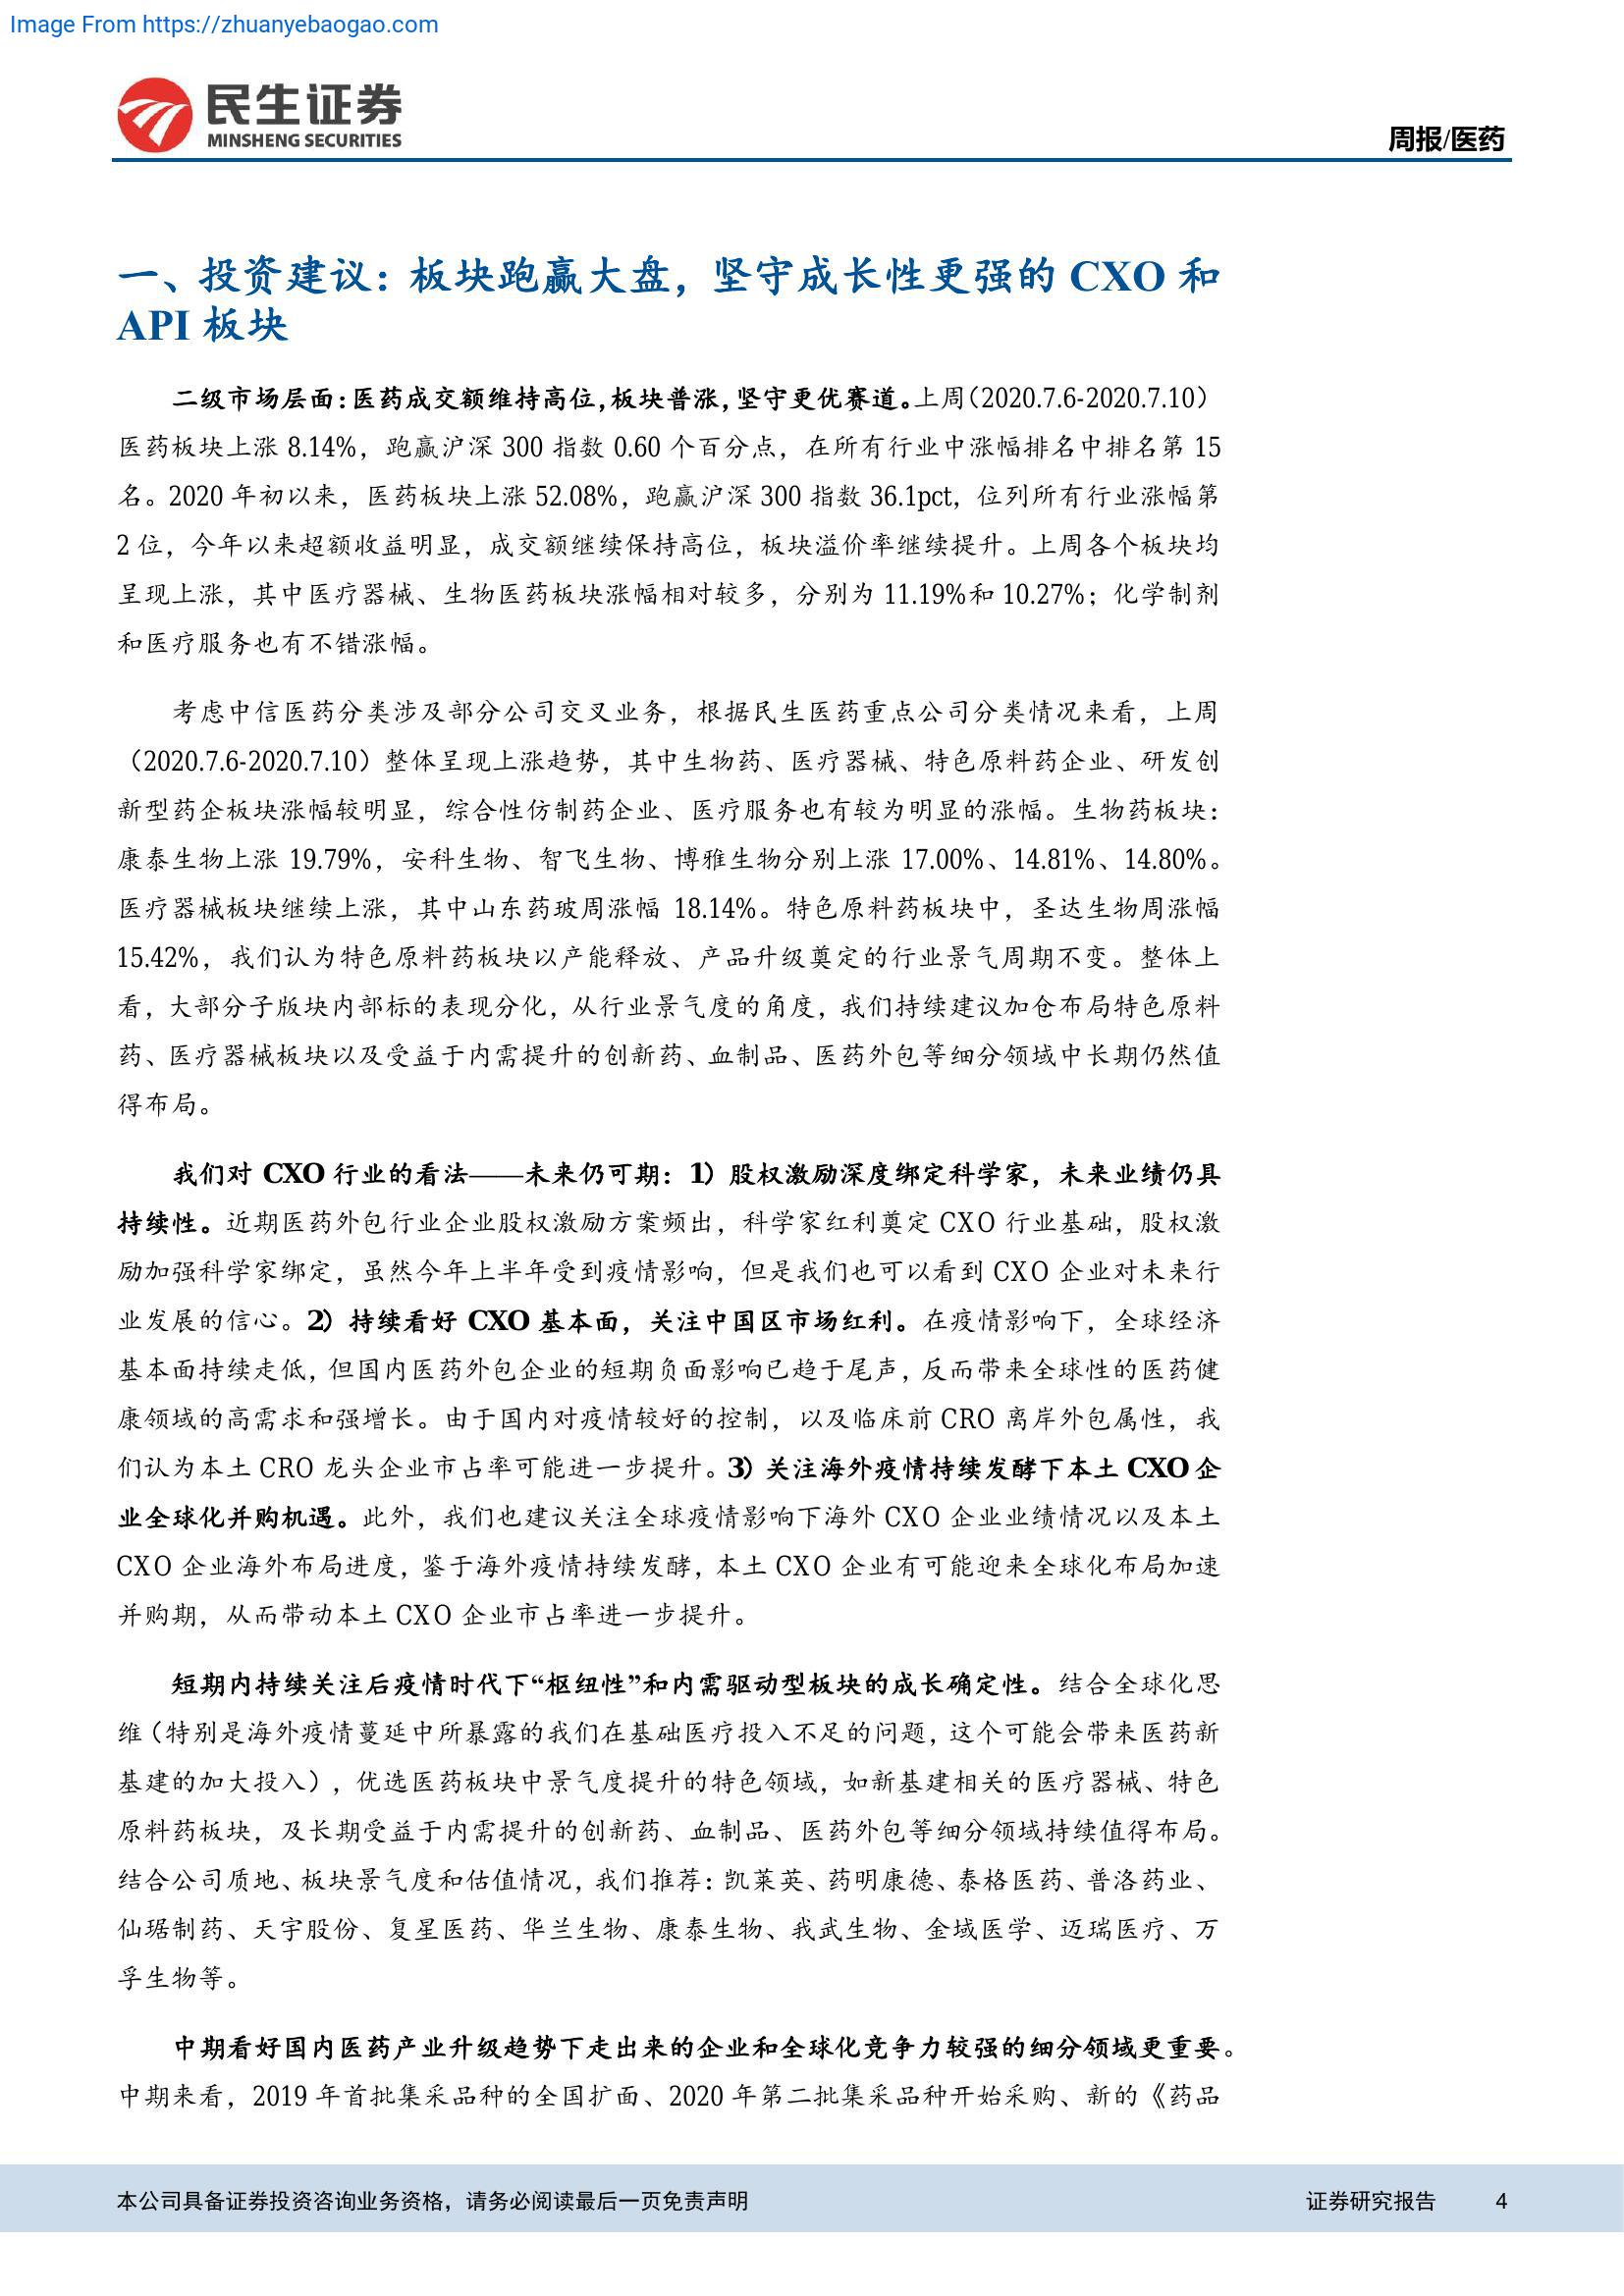 Image From https://zhuanyebaogao.com
民生证券
MINSHENG SECURITIES
周报/医药
一、投资建议：板块跑赢大盘，坚守成长性更强的 CXO 和
API 板块
二级市场层面：医药成交额维持高位，板块普涨，坚守更优赛道。上周（2020.7.6-2020.7.10）
医药板块上涨 8.14%，跑赢沪深 300 指数 0.60 个百分点，在所有行业中涨幅排名中排名第 15
名。2020 年初以来，医药板块上涨 52.08%，跑赢沪深 300 指数 36.1pct，位列所有行业涨幅第
2 位，今年以来超额收益明显，成交额继续保持高位，板块溢价率继续提升。上周各个板块均
呈现上涨，其中医疗器械、生物医药板块涨幅相对较多，分别为 11.19%和 10.27%；化学制剂
和医疗服务也有不错涨幅。
考虑中信医药分类涉及部分公司交叉业务，根据民生医药重点公司分类情况来看，上周
（2020.7.6-2020.7.10）整体呈现上涨趋势，其中生物药、医疗器械、特色原料药企业、研发创
新型药企板块涨幅较明显，综合性仿制药企业、医疗服务也有较为明显的涨幅。生物药板块：
康泰生物上涨 19.79%，安科生物、智飞生物、博雅生物分别上涨 17.00%、14.81%、14.80%。
医疗器械板块继续上涨，其中山东药玻周涨幅 18.14%。特色原料药板块中，圣达生物周涨幅
15.42%，我们认为特色原料药板块以产能释放、产品升级奠定的行业景气周期不变。整体上
看，大部分子版块内部标的表现分化，从行业景气度的角度，我们持续建议加仓布局特色原料
药、医疗器械板块以及受益于内需提升的创新药、血制品、医药外包等细分领域中长期仍然值
得布局。
我们对 CXO 行业的看法——未来仍可期：1）股权激励深度绑定科学家，未来业绩仍具
持续性。近期医药外包行业企业股权激励方案频出，科学家红利奠定 CXO 行业基础，股权激
励加强科学家绑定，虽然今年上半年受到疫情影响，但是我们也可以看到 CXO 企业对未来行
业发展的信心。2）持续看好 CXO 基本面，关注中国区市场红利。在疫情影响下，全球经济
基本面持续走低，但国内医药外包企业的短期负面影响已趋于尾声，反而带来全球性的医药健
康领域的高需求和强增长。由于国内对疫情较好的控制，以及临床前 CRO 离岸外包属性，我
们认为本土 CRO 龙头企业市占率可能进一步提升。3）关注海外疫情持续发酵下本土 CXO 企
业全球化并购机遇。此外，我们也建议关注全球疫情影响下海外 CXO 企业业绩情况以及本土
CXO 企业海外布局进度，鉴于海外疫情持续发酵，本土 CXO 企业有可能迎来全球化布局加速
并购期，从而带动本土 CXO 企业市占率进一步提升。
短期内持续关注后疫情时代下“枢纽性”和内需驱动型板块的成长确定性。结合全球化思
维（特别是海外疫情蔓延中所暴露的我们在基础医疗投入不足的问题，这个可能会带来医药新
基建的加大投入），优选医药板块中景气度提升的特色领域，如新基建相关的医疗器械、特色
原料药板块，及长期受益于内需提升的创新药、血制品、医药外包等细分领域持续值得布局。
结合公司质地、板块景气度和估值情况，我们推荐：凯莱英、药明康德、泰格医药、普洛药业、
仙琚制药、天宇股份、复星医药、华兰生物、康泰生物、我武生物、金域医学、迈瑞医疗、万
孚生物等。
中期看好国内医药产业升级趋势下走出来的企业和全球化竞争力较强的细分领域更重要。
中期来看，2019 年首批集采品种的全国扩面、2020 年第二批集采品种开始采购、新的《药品
本公司具备证券投资咨询业务资格，请务必阅读最后一页免责声明
证券研究报告
4